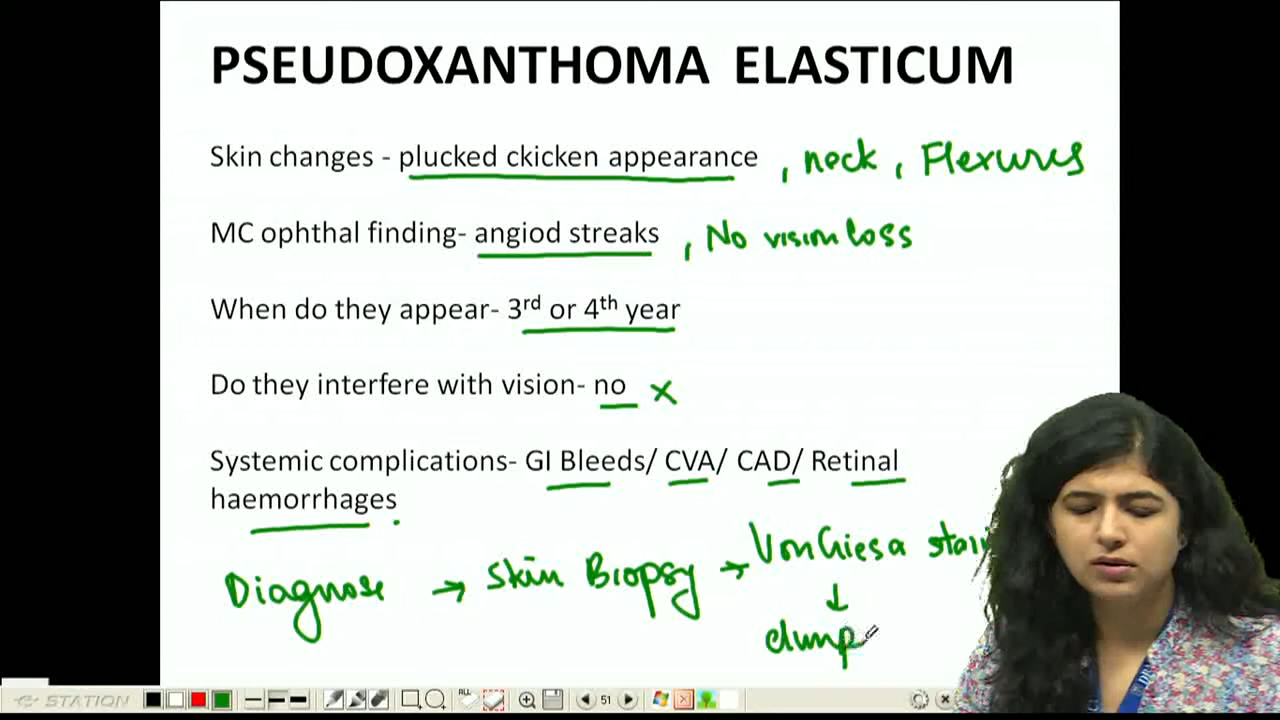 PSEUDOXANTHOMA ELASTICUM
Skin changes - plucked ckicken appearance , neck , Flexures
MC ophthal finding- angiod streaks , No vision loss
When do they appear- 3rd or 4th year
Do they interfere with vision- no x
Systemic complications- GI Bleeds/ CVA/ CAD/ Retinal
haemorrhages .
Diagnose → Skin Biopsy → VonGiesa
↓
clump
STATION
ALL
51